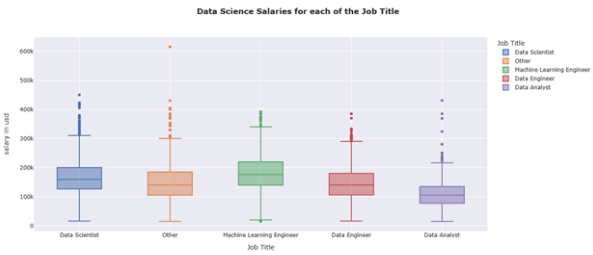 Data Science Salaries for each of the Job Title
Job Title
Data Scientist
Other
Machine Learning Engineer
Data Engineer
Data Analyst
salary in usd
600k
500k
400k
300k
200k
100k
0
Data Scientist Other Machine Learning Engineer Data Engineer Data Analyst
Job Title